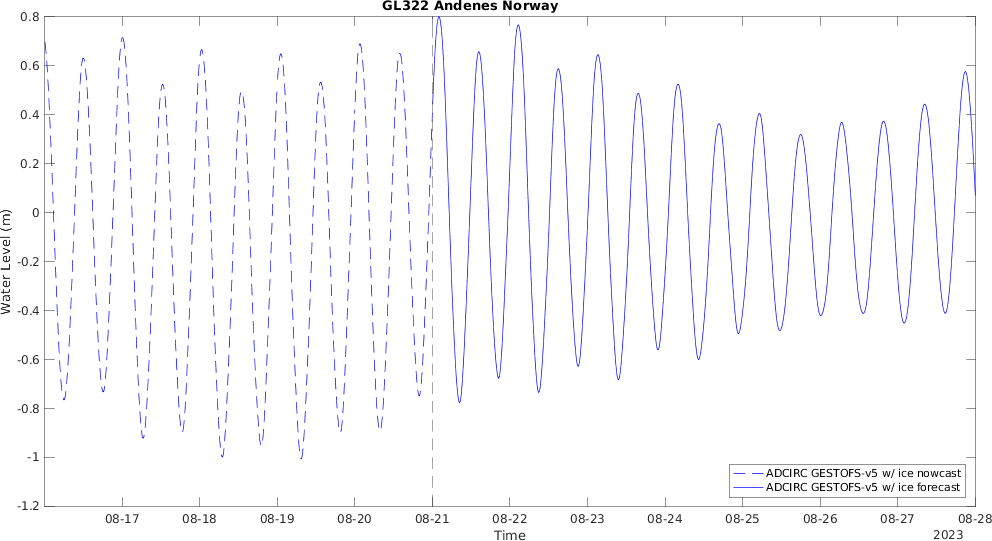 GL322 Andenes Norway
0.8
0.6
0.4
0.2
0
-0.2
-0.4
-0.6
-0.8
-1
-1.2
Water Level (m)
ADCIRC GESTOFS-v5 w/ ice nowcast
ADCIRC GESTOFS-v5 w/ ice forecast
08-17 08-18 08-19 08-20 08-21 08-22 08-23 08-24 08-25 08-26 08-27 08-28
Time
2023